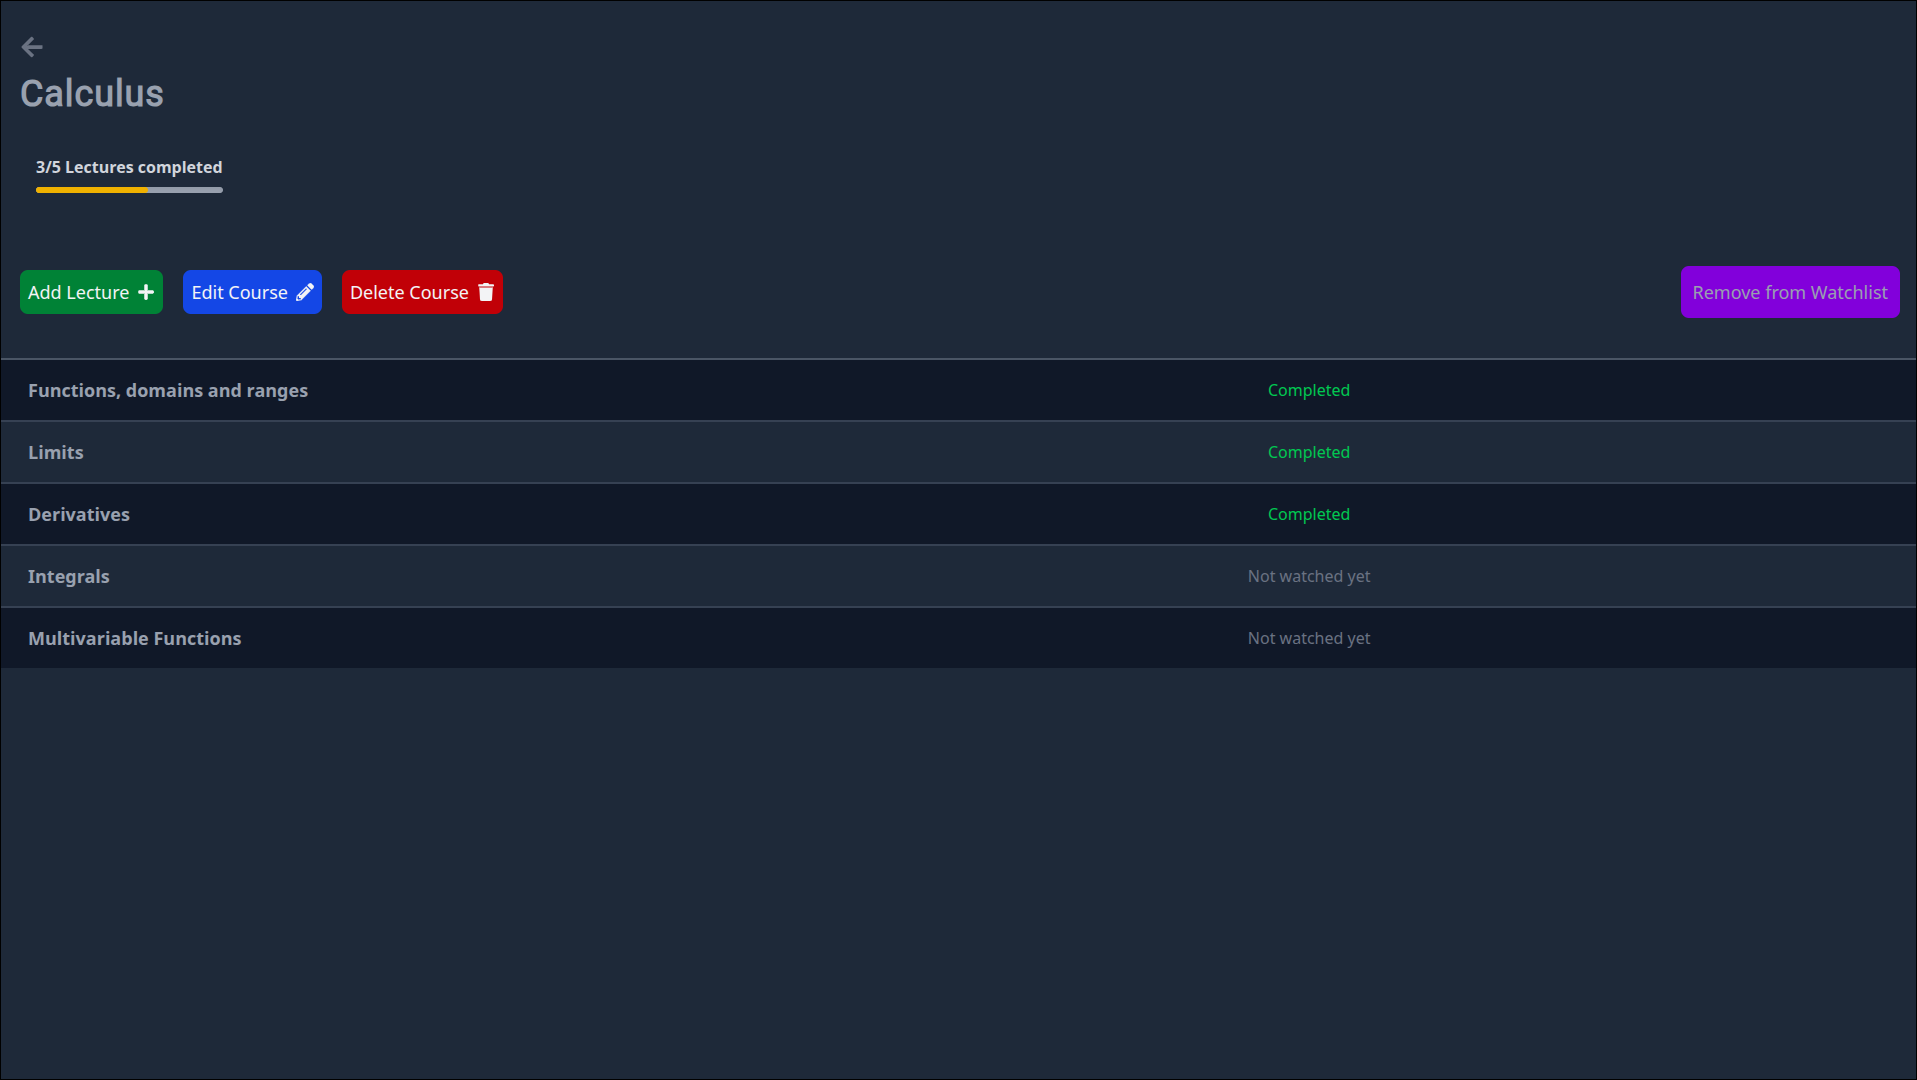 Calculus
3/5 Lectures completed
Add Lecture
Edit Course
Delete Course
Remove from Watchlist
Functions, domains and ranges Completed
Limits Completed
Derivatives Completed
Integrals Not watched yet
Multivariable Functions Not watched yet